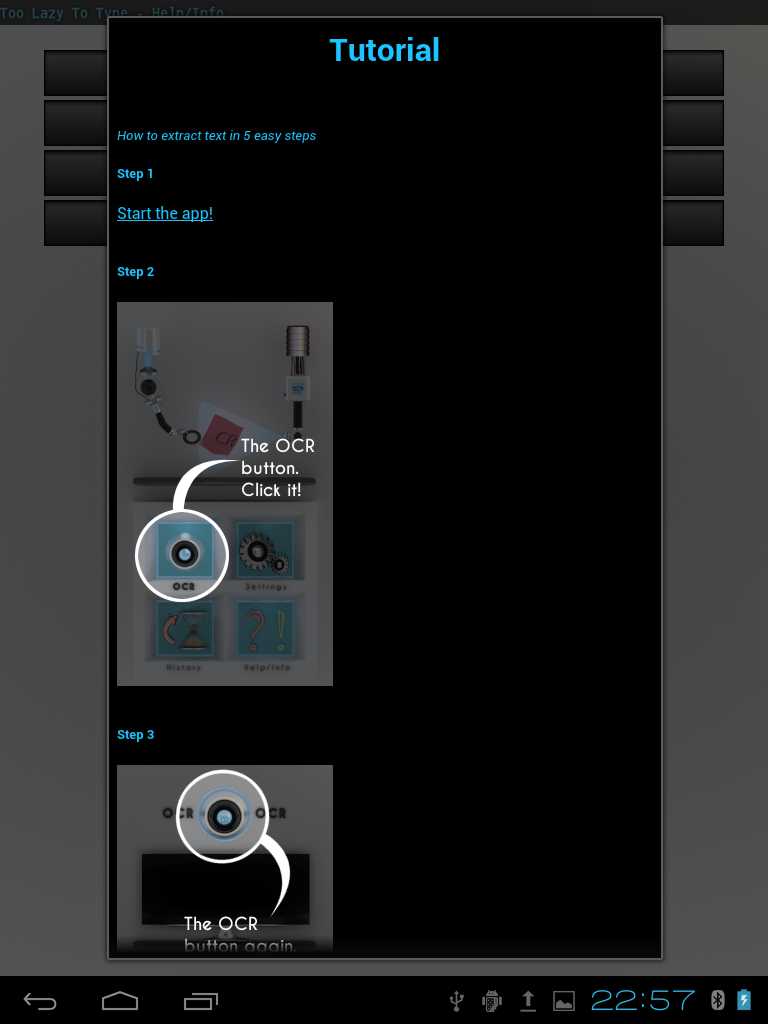 Too Lazy To Type - Help/Info
Tutorial
How to extract text in 5 easy steps
Step 1
Start the app!
Step 2
CR
The OCR
button.
Click it!
OCR
Settings
History
Help/Info
Step 3
OCR
OCR
The OCR
button again.
22:57